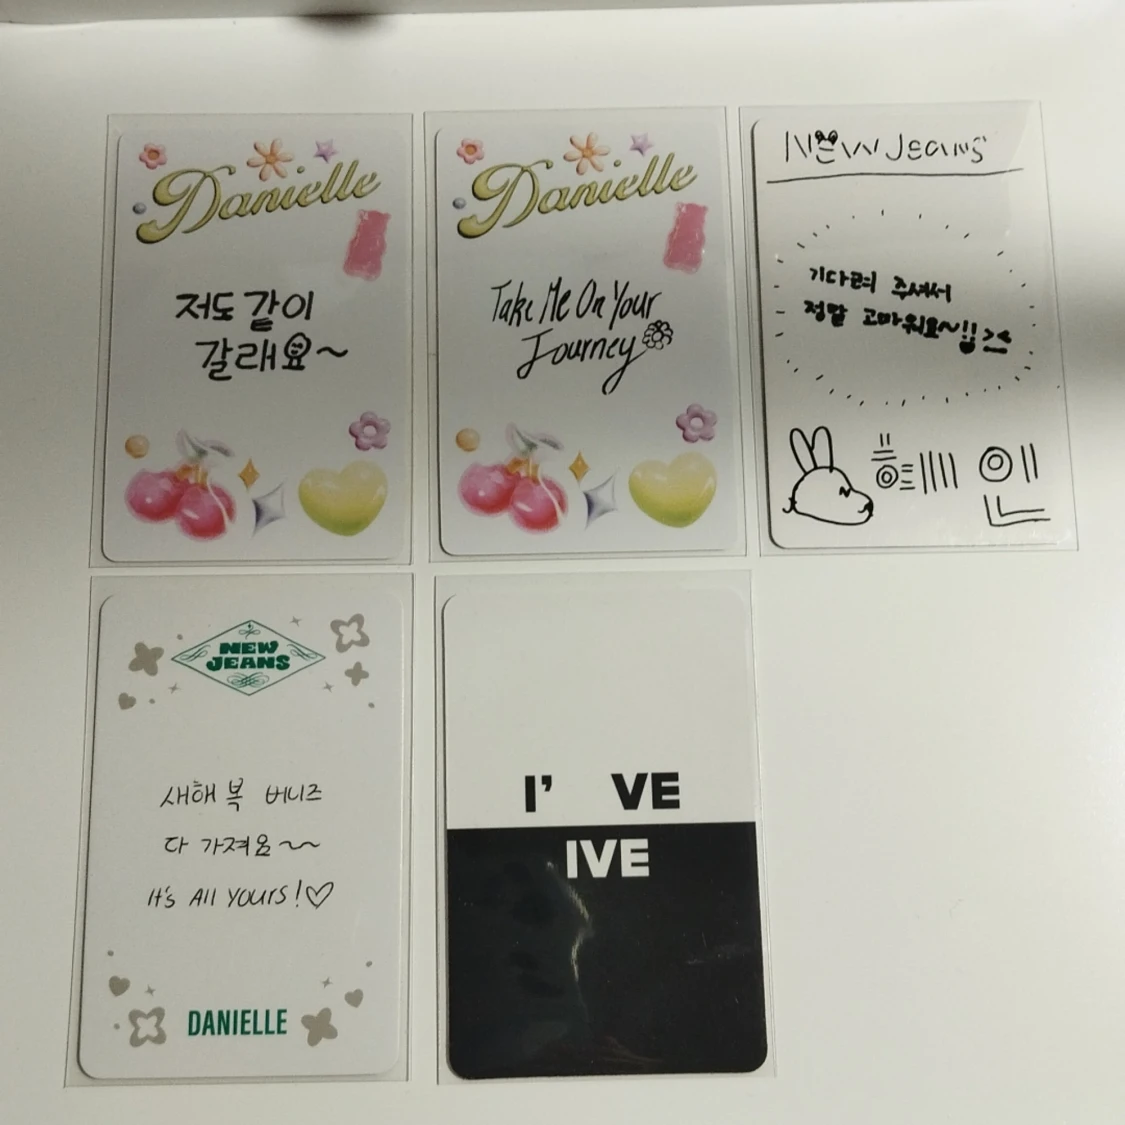 Danielle
저도 같이
갈래요~
Danielle
Take Me On Your
Journey
NEW Jeans
기다려 주셔서
정말 고마워요~!! ><
혜인
NEW
JEANS
새해 복 버니즈
다 가져욤~~
It's All yours!♡
DANIELLE
I' VE
IVE